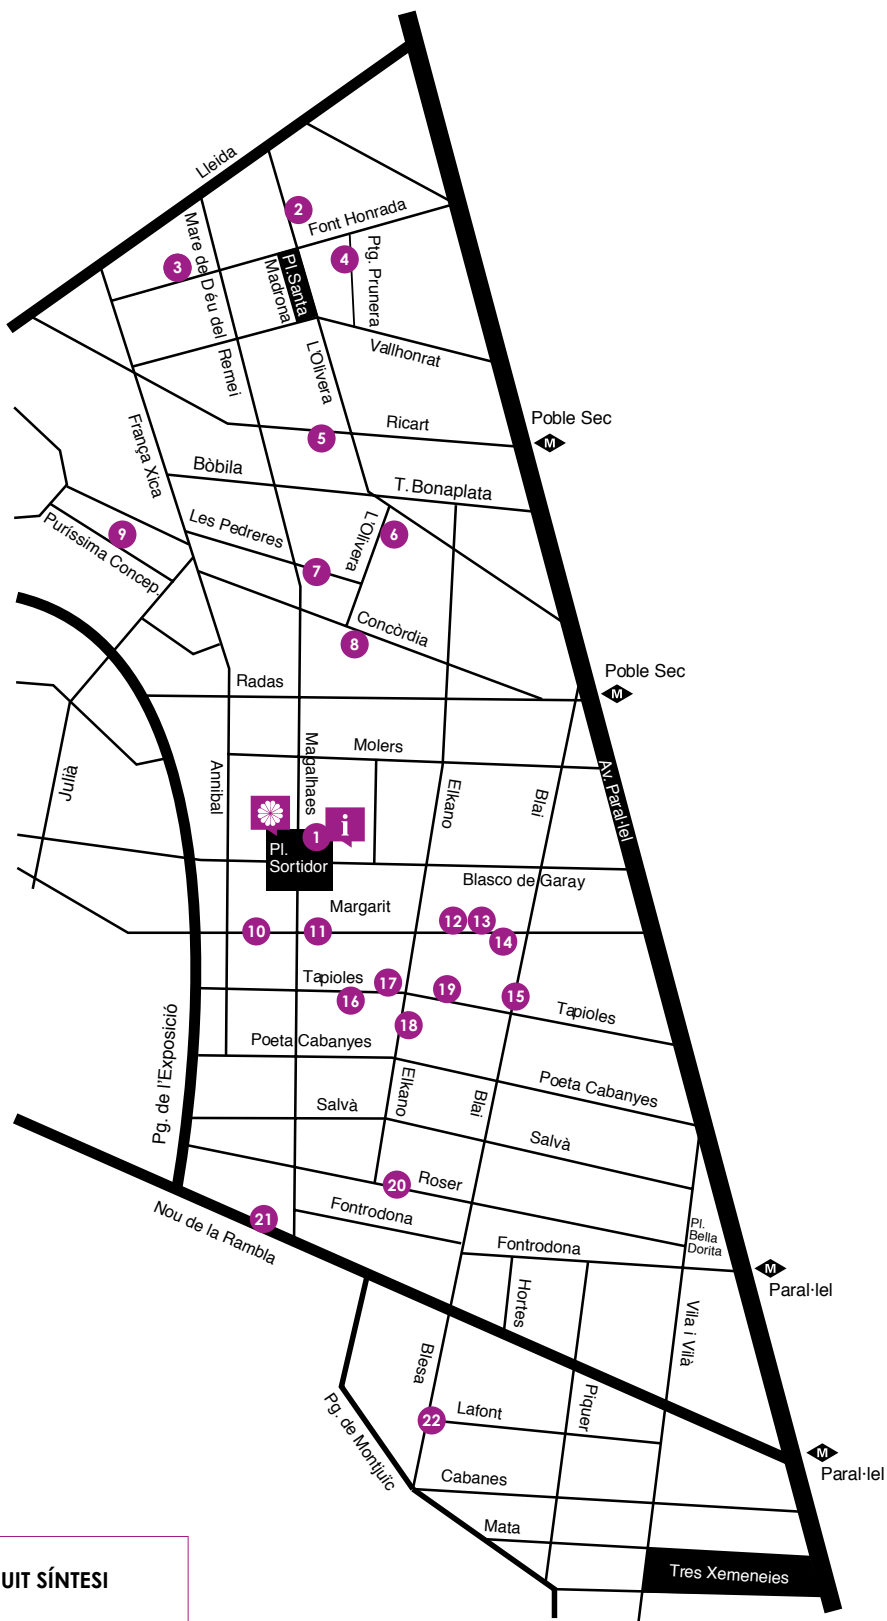 Lleida
2
Font Honrada
Mare de Déu del Remei
3
Pl. Santa
Madrona
4
Ptg. Prunera
Vallhonrat
L'Olivera
Ricart
5
Poble Sec
M
França Xica
Bòbila
T. Bonaplata
Les Pedreres
L'Olivera
6
9
Puríssima Concep.
7
Concòrdia
8
Radas
Poble Sec
M
Molers
Magalhaes
Annibal
Julià
Elkano
Blai
Av. Paral·lel
1
i
Pl.
Sortidor
Blasco de Garay
Margarit
10
11
12
13
14
Tapioles
17
16
19
15
Tapioles
18
Poeta Cabanyes
Pg. de l'Exposició
Elkano
Blai
Poeta Cabanyes
Salvà
Salvà
Roser
20
Fontrodona
21
Nou de la Rambla
Fontrodona
Pl.
Bella
Dorita
M
Paral·lel
Hortes
Vila i Vilà
Blesa
Piquer
Pg. de Montjuïc
22
Lafont
M
Paral·lel
Cabanes
Mata
Tres Xemeneies
UIT SÍNTESI